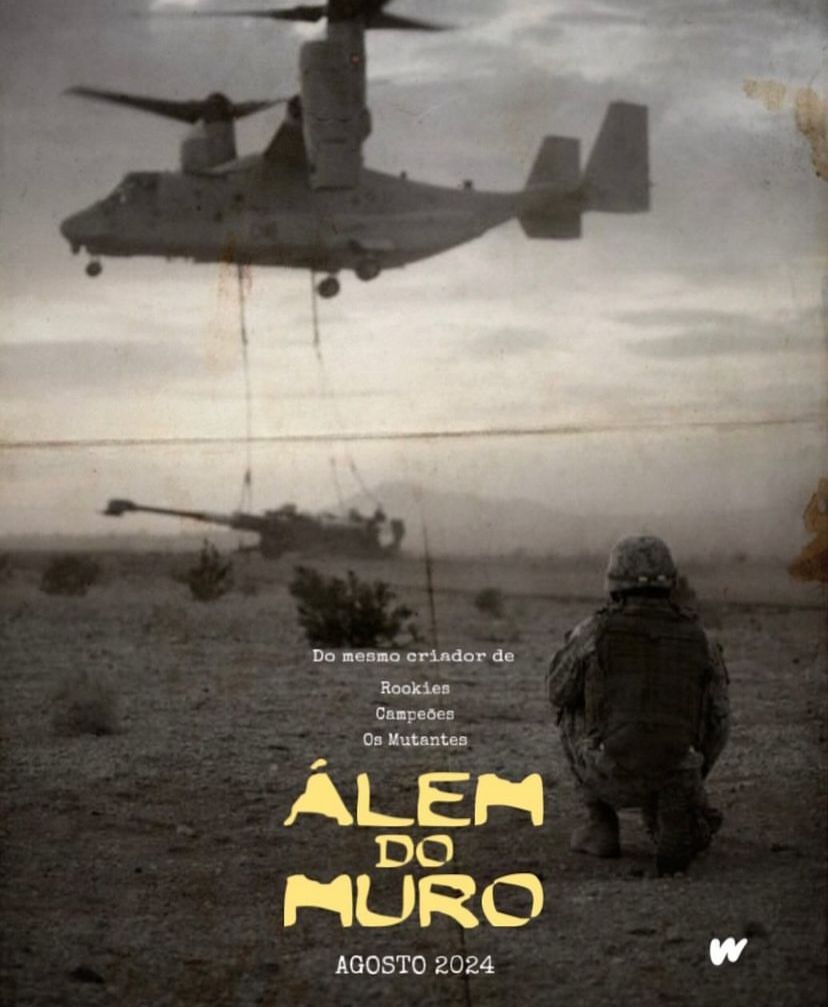 Do mesmo criador de
Rookies
Campeões
Os Mutantes
ÁLEM
DO
MURO
AGOSTO 2024
w